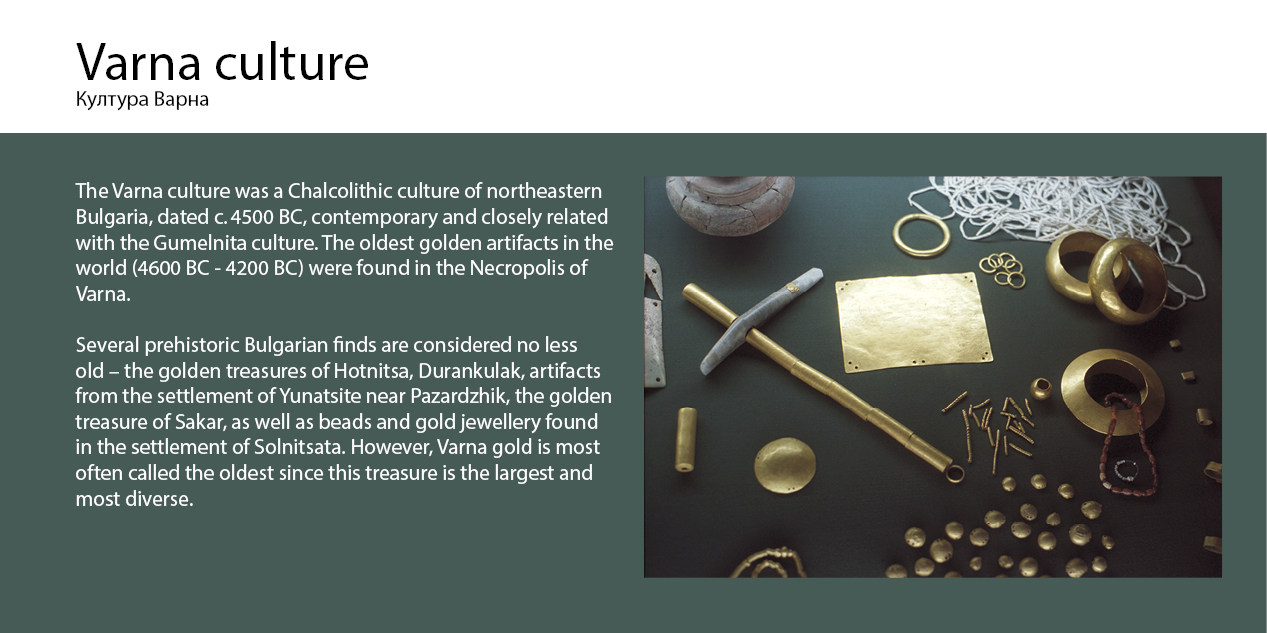 Varna culture
Култура Варна
The Varna culture was a Chalcolithic culture of northeastern
Bulgaria, dated c. 4500 BC, contemporary and closely related
with the Gumelnita culture. The oldest golden artifacts in the
world (4600 BC - 4200 BC) were found in the Necropolis of
Varna.
Several prehistoric Bulgarian finds are considered no less
old – the golden treasures of Hotnitsa, Durankulak, artifacts
from the settlement of Yunatsite near Pazardzhik, the golden
treasure of Sakar, as well as beads and gold jewellery found
in the settlement of Solnitsata. However, Varna gold is most
often called the oldest since this treasure is the largest and
most diverse.